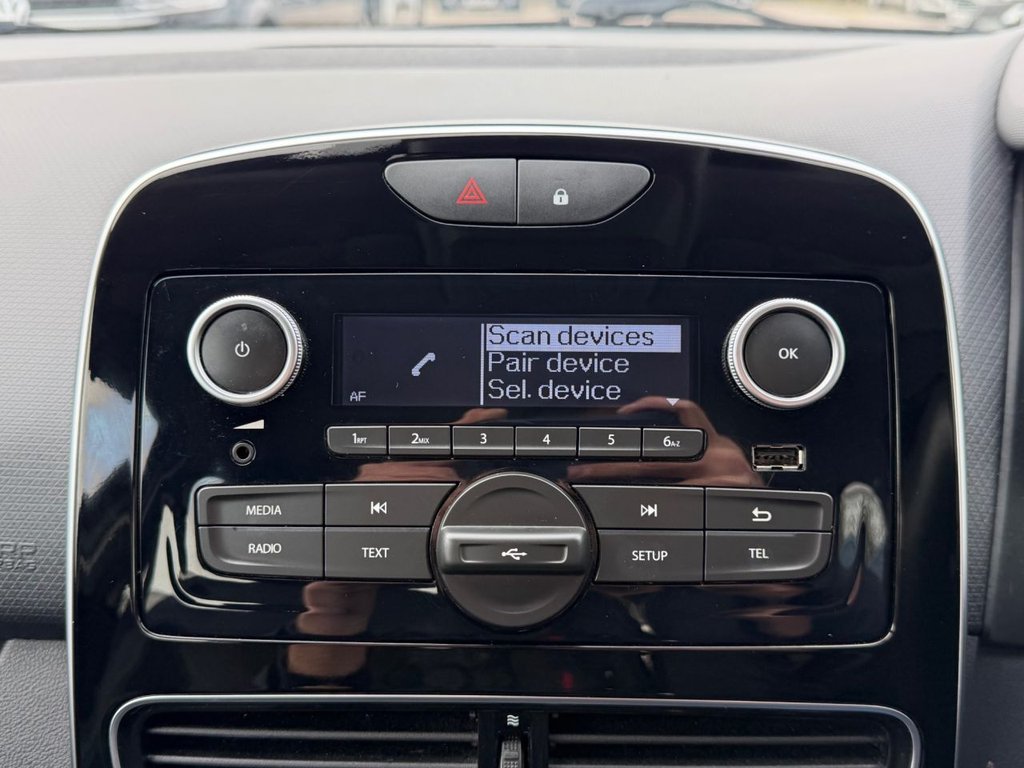 Scan devices
Pair device
Sel. device
AF
OK
1RPT
2MIX
3
4
5
6A-Z
MEDIA
RADIO
TEXT
SETUP
TEL